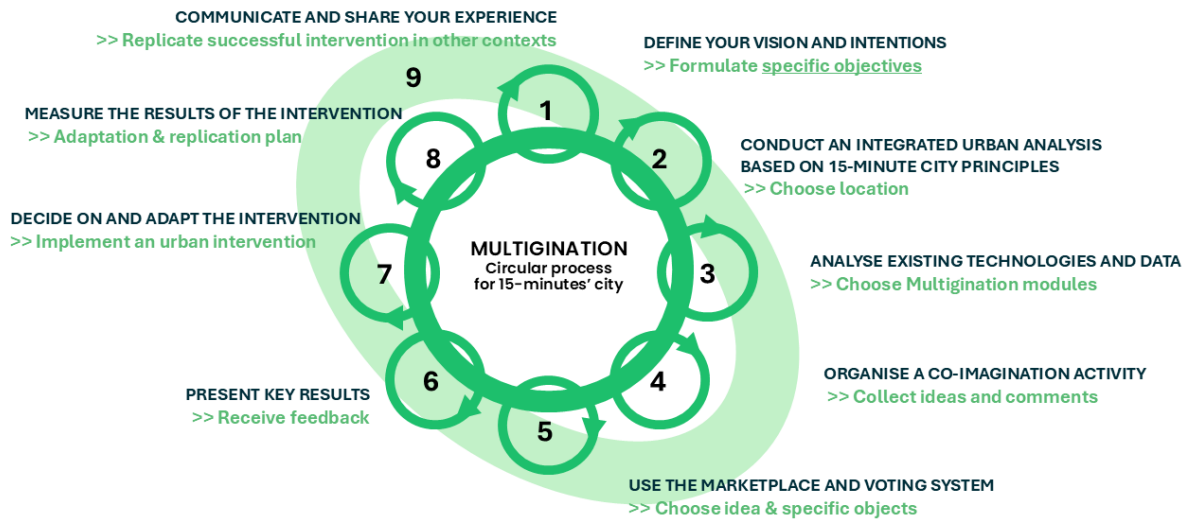 COMMUNICATE AND SHARE YOUR EXPERIENCE
>> Replicate successful intervention in other contexts
9
DEFINE YOUR VISION AND INTENTIONS
>> Formulate specific objectives
1
MEASURE THE RESULTS OF THE INTERVENTION
>> Adaptation & replication plan
8
2
CONDUCT AN INTEGRATED URBAN ANALYSIS
BASED ON 15-MINUTE CITY PRINCIPLES
>> Choose location
DECIDE ON AND ADAPT THE INTERVENTION
>> Implement an urban intervention
7
MULTIGINATION
Circular process
for 15-minutes’ city
3
ANALYSE EXISTING TECHNOLOGIES AND DATA
>> Choose Multigination modules
PRESENT KEY RESULTS
>> Receive feedback
6
4
ORGANISE A CO-IMAGINATION ACTIVITY
>> Collect ideas and comments
5
USE THE MARKETPLACE AND VOTING SYSTEM
>> Choose idea & specific objects